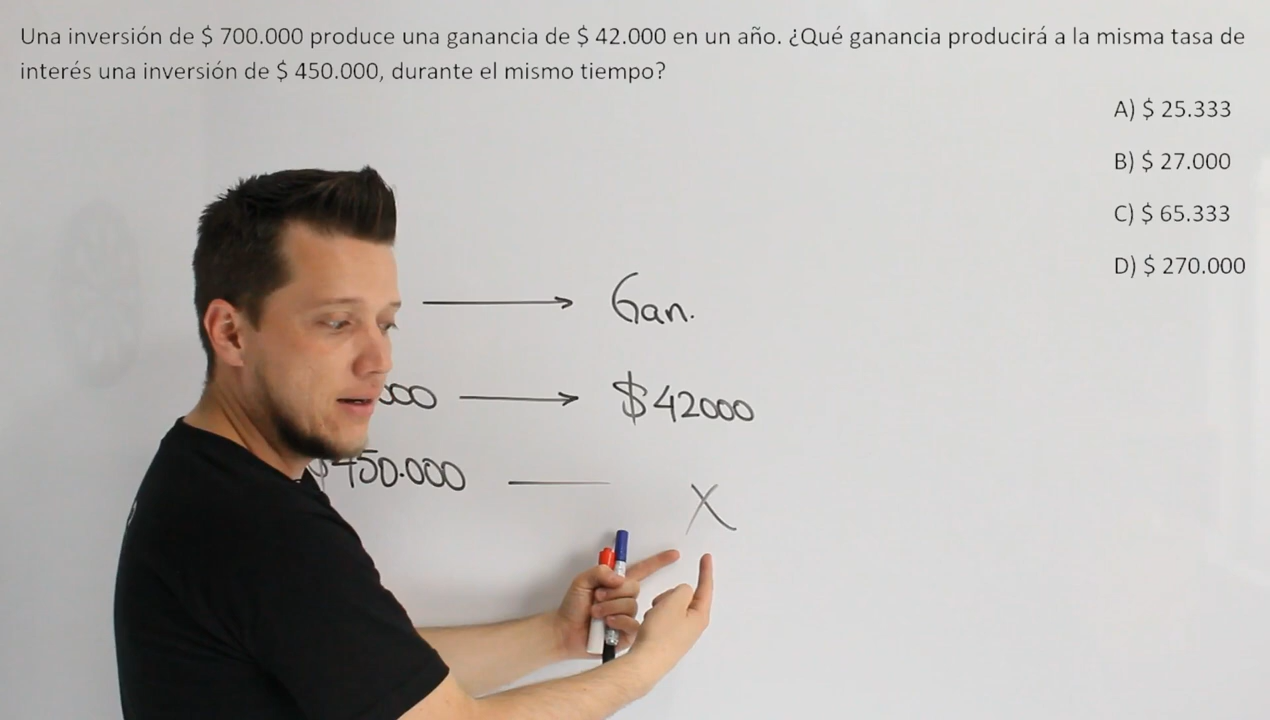 Una inversión de $ 700.000 produce una ganancia de $ 42.000 en un año. ¿Qué ganancia producirá a la misma tasa de
interés una inversión de $ 450.000, durante el mismo tiempo?
A) $ 25.333
B) $ 27.000
C) $ 65.333
D) $ 270.000
Gan.
000 $42000
$450.000 X